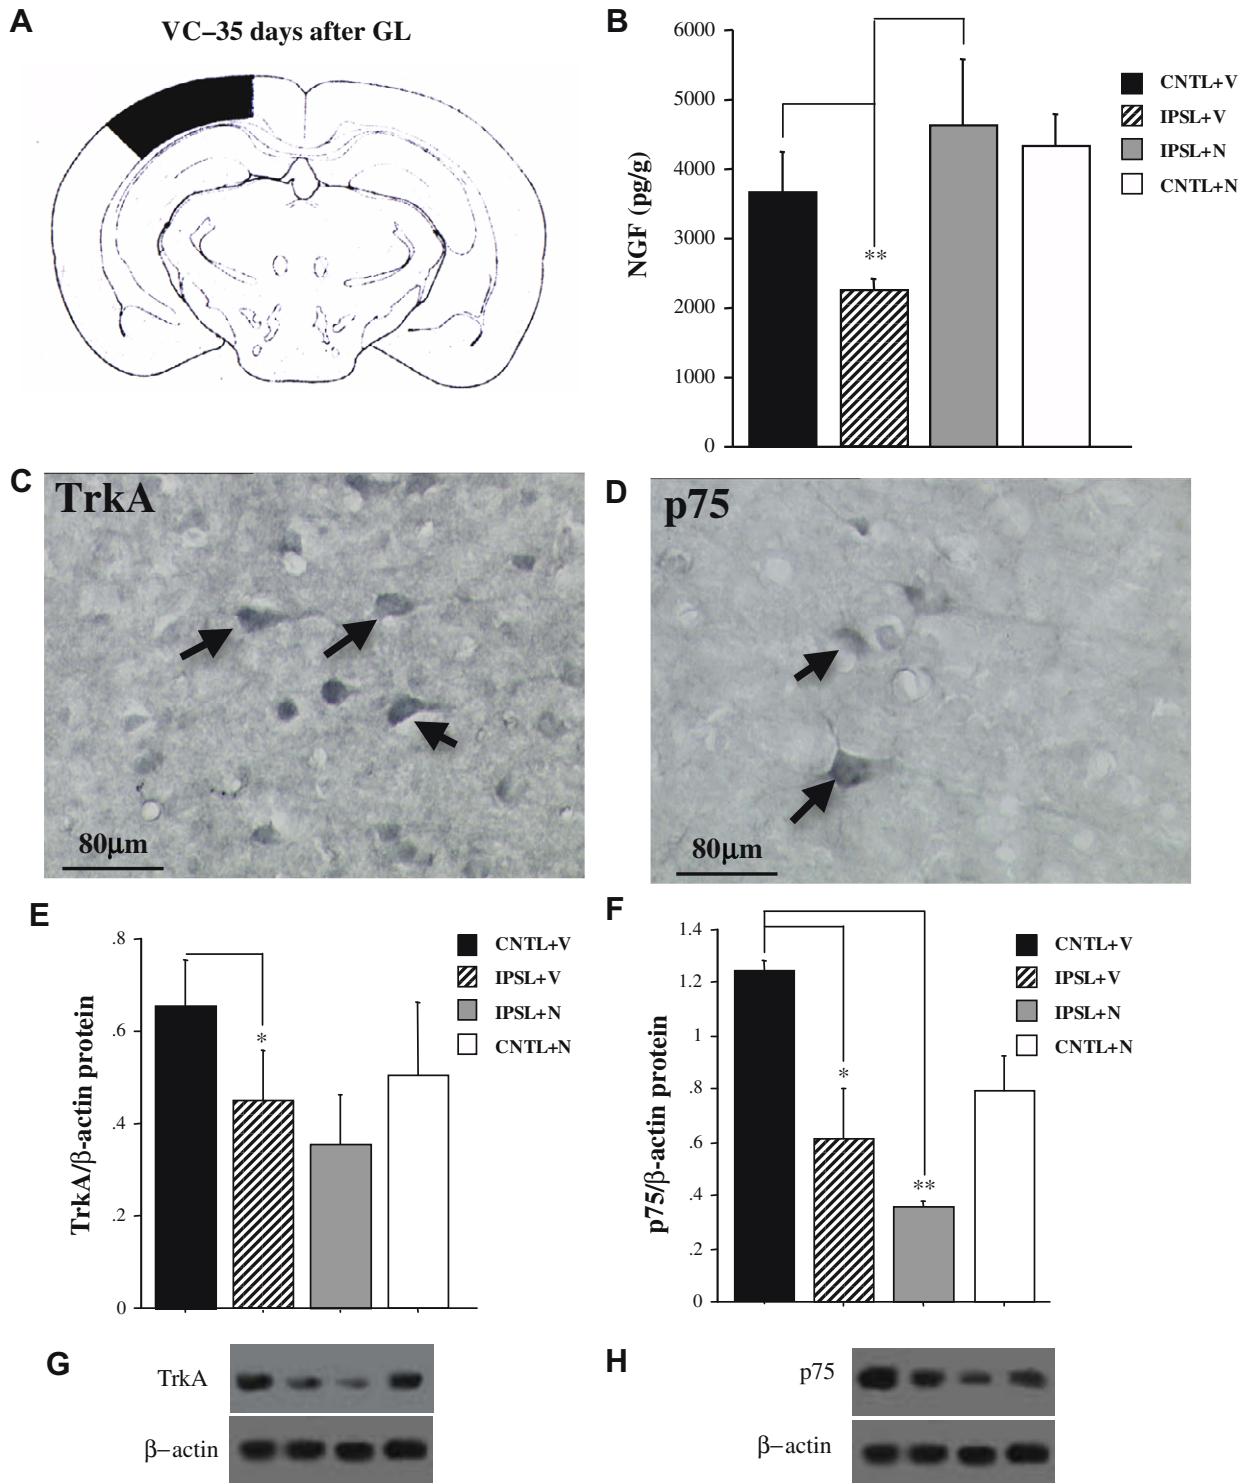 A
VC–35 days after GL
B
6000
5000
4000
3000
2000
1000
0
NGF (pg/g)
**
CNTL+V
IPSL+V
IPSL+N
CNTL+N
C
TrkA
80μm
D
p75
80μm
E
.8
.6
.4
.2
0
TrkA/β-actin protein
*
CNTL+V
IPSL+V
IPSL+N
CNTL+N
F
1.4
1.2
1
.8
.6
.4
.2
0
p75/β-actin protein
*
**
CNTL+V
IPSL+V
IPSL+N
CNTL+N
G
TrkA
β–actin
H
p75
β–actin